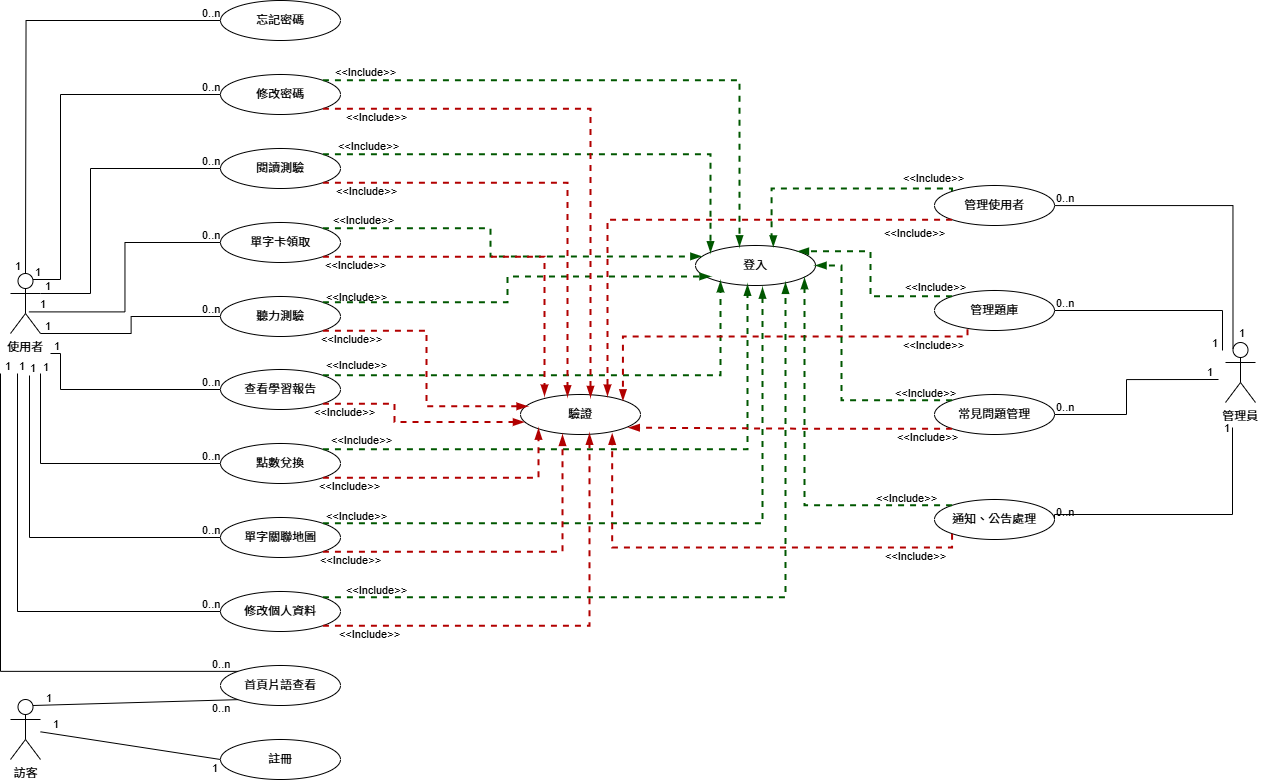 0..n
忘記密碼
<<Include>>
0..n
修改密碼
<<Include>>
<<Include>>
0..n
閱讀測驗
<<Include>>
<<Include>>
0..n
管理使用者
<<Include>>
<<Include>>
0..n
單字卡領取
<<Include>>
1
1
1
登入
<<Include>>
0..n
管理題庫
<<Include>>
1
0..n
聽力測驗
1
<<Include>>
1
<<Include>>
使用者
1
1
1
1
1
1
1
0..n
查看學習報告
<<Include>>
驗證
<<Include>>
0..n
常見問題管理
<<Include>>
管理員
1
<<Include>>
0..n
點數兌換
<<Include>>
<<Include>>
0..n
通知、公告處理
<<Include>>
<<Include>>
0..n
單字關聯地圖
<<Include>>
<<Include>>
0..n
修改個人資料
<<Include>>
0..n
首頁片語查看
1
0..n
1
訪客
註冊
1